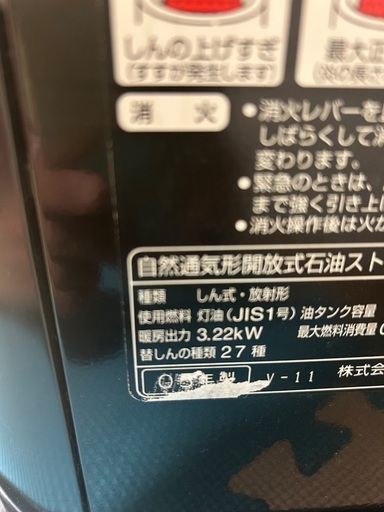 しんの上げすぎ
(すすが発生します)
最大
消 火
●消火レバーを
しばらくして
変わります。
●緊急のときは、
まで強く引き上
●消火操作後は火
自然通気形開放式石油スト
種類 しん式・放射形
使用燃料 灯油(JIS1号) 油タンク容量
暖房出力 3.22kW 最大燃料消費量
替しんの種類 27種
年製 V-11 株式会